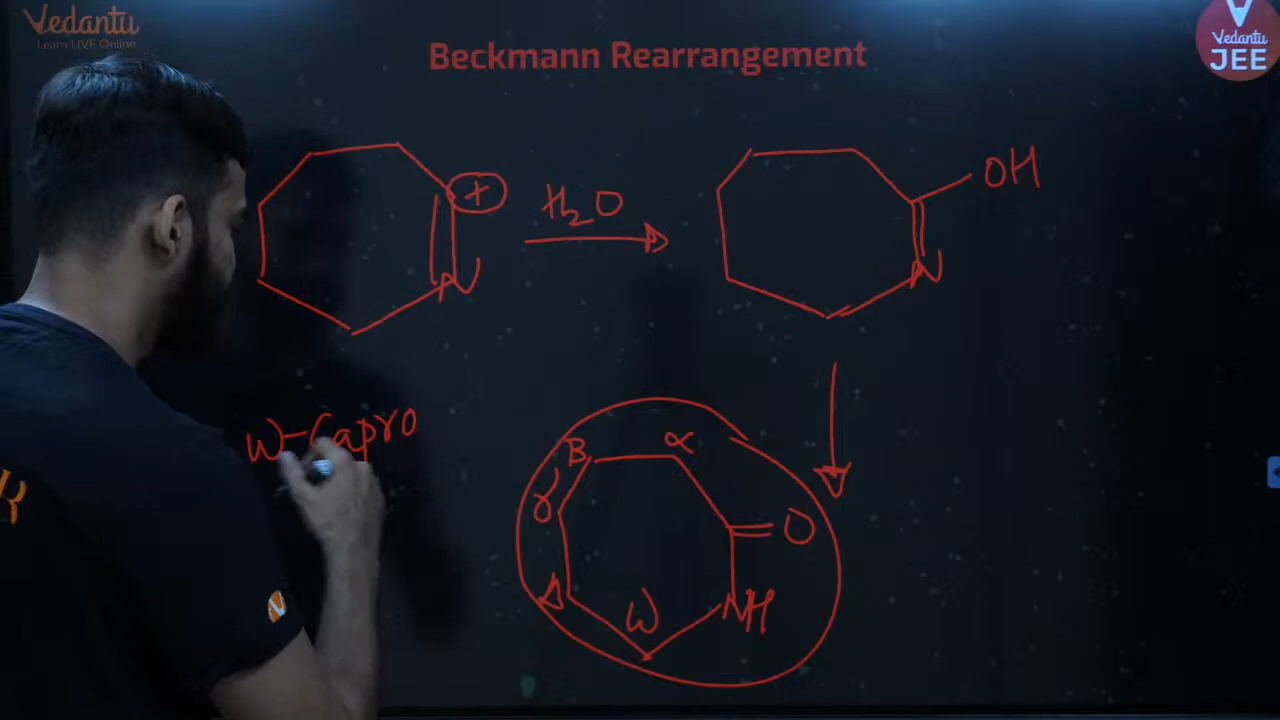 Vedantu
Learn LIVE Online
Vedantu
JEE
Beckmann Rearrangement
+
H₂O
OH
N
N
W-Capro
B
α
γ
O
Δ
W
NH